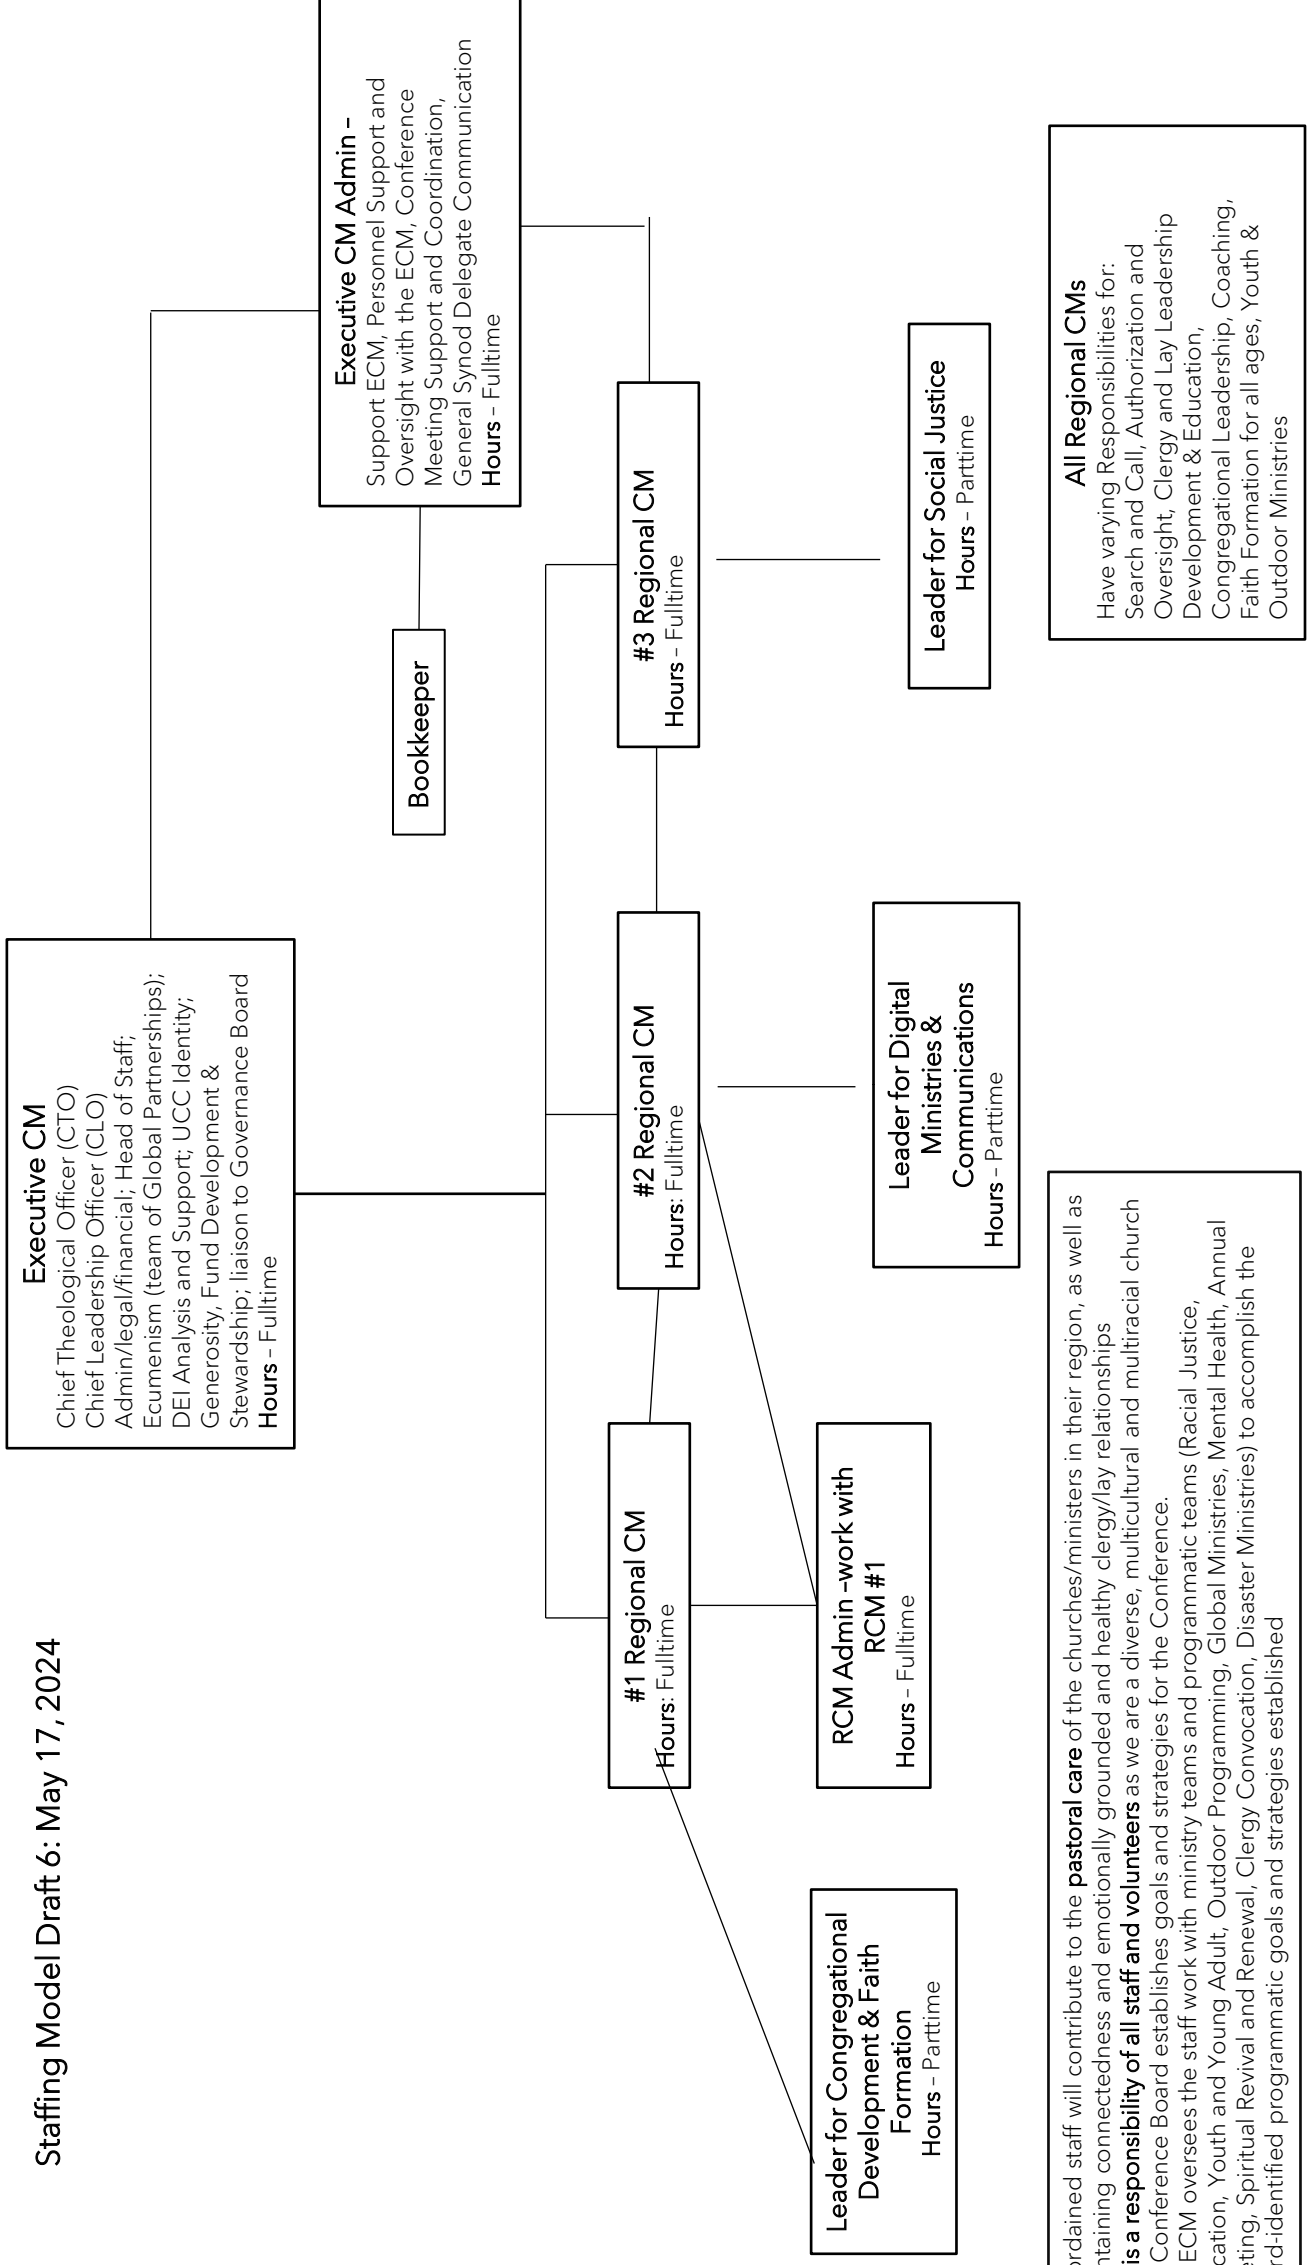 Staffing Model Draft 6: May 17, 2024
Executive CM
Chief Theological Officer (CTO)
Chief Leadership Officer (CLO)
Admin/legal/financial; Head of Staff;
Ecumenism (team of Global Partnerships);
DEI Analysis and Support; UCC Identity;
Generosity, Fund Development &
Stewardship; liaison to Governance Board
Hours – Fulltime
Executive CM Admin –
Support ECM, Personnel Support and
Oversight with the ECM, Conference
Meeting Support and Coordination,
General Synod Delegate Communication
Hours – Fulltime
Bookkeeper
#1 Regional CM
Hours: Fulltime
#2 Regional CM
Hours: Fulltime
#3 Regional CM
Hours – Fulltime
Leader for Congregational
Development & Faith
Formation
Hours – Parttime
RCM Admin –work with
RCM #1
Hours – Fulltime
Leader for Digital
Ministries &
Communications
Hours – Parttime
Leader for Social Justice
Hours – Parttime
staff will contribute to the pastoral care of the churches/ministers in their region, as well as
connectedness and emotionally grounded and healthy clergy/lay relationships
is a responsibility of all staff and volunteers as we are a diverse, multicultural and multiracial church
Conference Board establishes goals and strategies for the Conference.
ECM oversees the staff work with ministry teams and programmatic teams (Racial Justice,
Youth and Young Adult, Outdoor Programming, Global Ministries, Mental Health, Annual
Spiritual Revival and Renewal, Clergy Convocation, Disaster Ministries) to accomplish the
programmatic goals and strategies established
All Regional CMs
Have varying Responsibilities for:
Search and Call, Authorization and
Oversight, Clergy and Lay Leadership
Development & Education,
Congregational Leadership, Coaching,
Faith Formation for all ages, Youth &
Outdoor Ministries